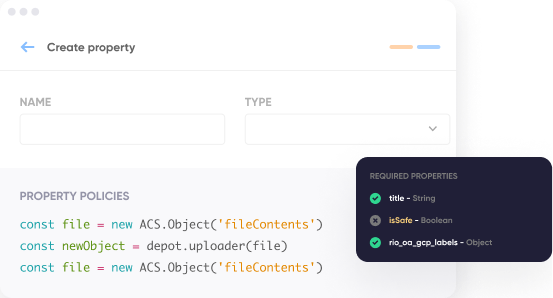 Create property
NAME
TYPE
PROPERTY POLICIES
const file = new ACS.Object('fileContents')
const newObject = depot.uploader(file)
const file = new ACS.Object('fileContents')
REQUIRED PROPERTIES
title - String
isSafe - Boolean
rio_oa_gcp_labels - Object